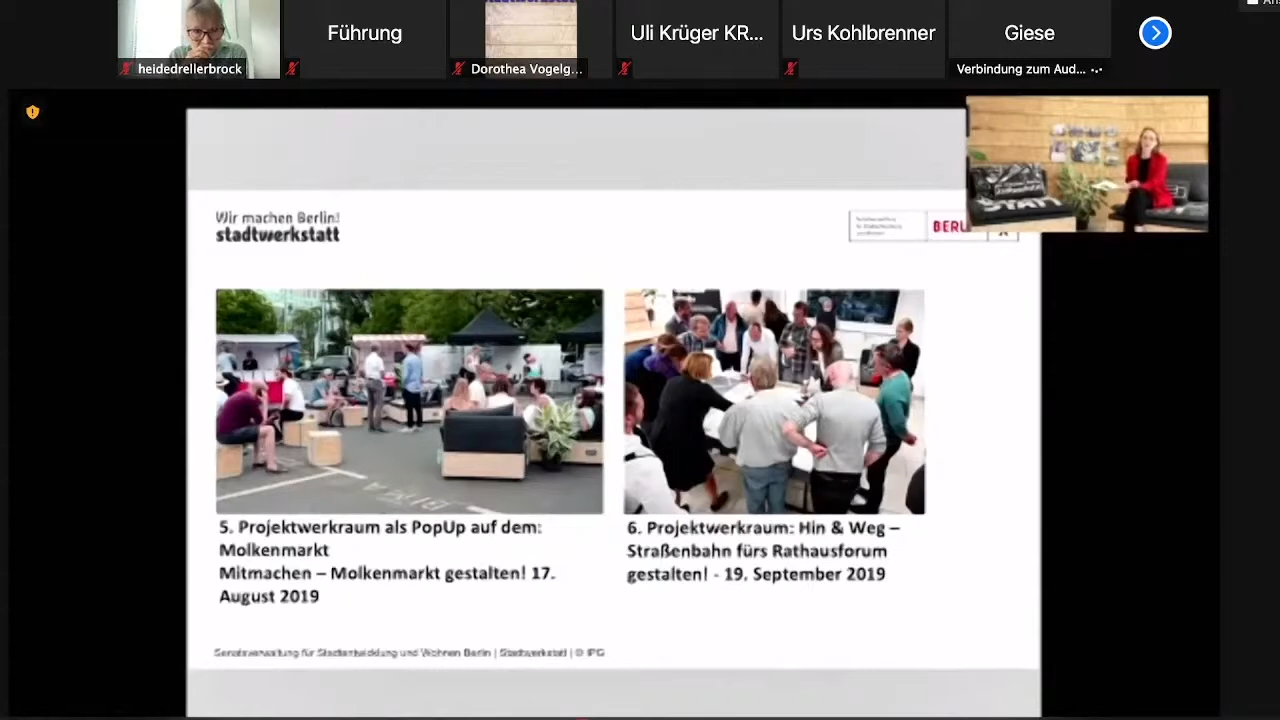 Führung
Uli Krüger KR...
Urs Kohlbrenner
Giese
heidedrellerbrock
Dorothea Vogelg...
Verbindung zum Aud...
Wir machen Berlin!
stadtwerkstatt
STATT
5. Projektwerkraum als PopUp auf dem:
Molkenmarkt
Mitmachen – Molkenmarkt gestalten! 17.
August 2019
6. Projektwerkraum: Hin & Weg –
Straßenbahn fürs Rathausforum
gestalten! - 19. September 2019
Senatsverwaltung für Stadtentwicklung und Wohnen Berlin | Stadtwerkstatt | © IPG